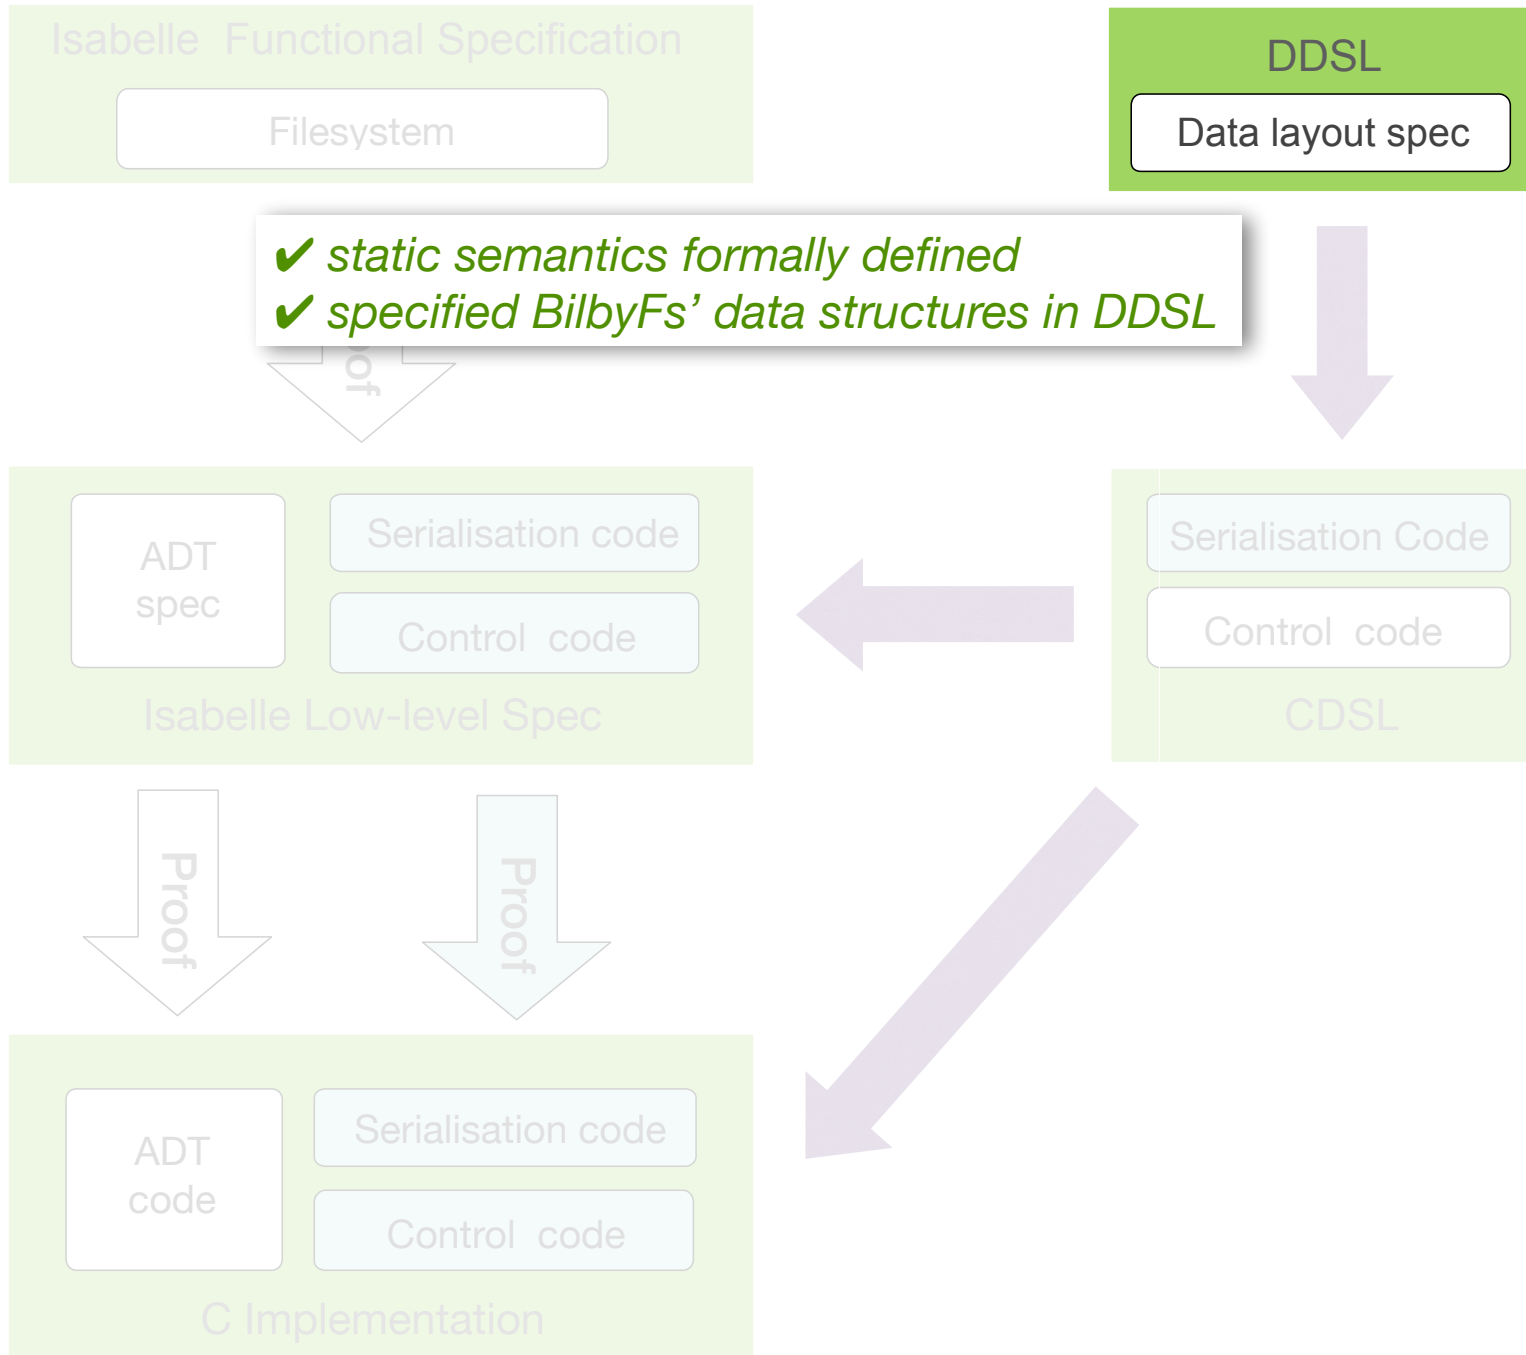 Isabelle Functional Specification
Filesystem
DDSL
Data layout spec
✔ static semantics formally defined
✔ specified BilbyFs’ data structures in DDSL
oof
ADT
spec
Serialisation code
Control code
Isabelle Low-level Spec
Serialisation Code
Control code
CDSL
Proof
Proof
ADT
code
Serialisation code
Control code
C Implementation